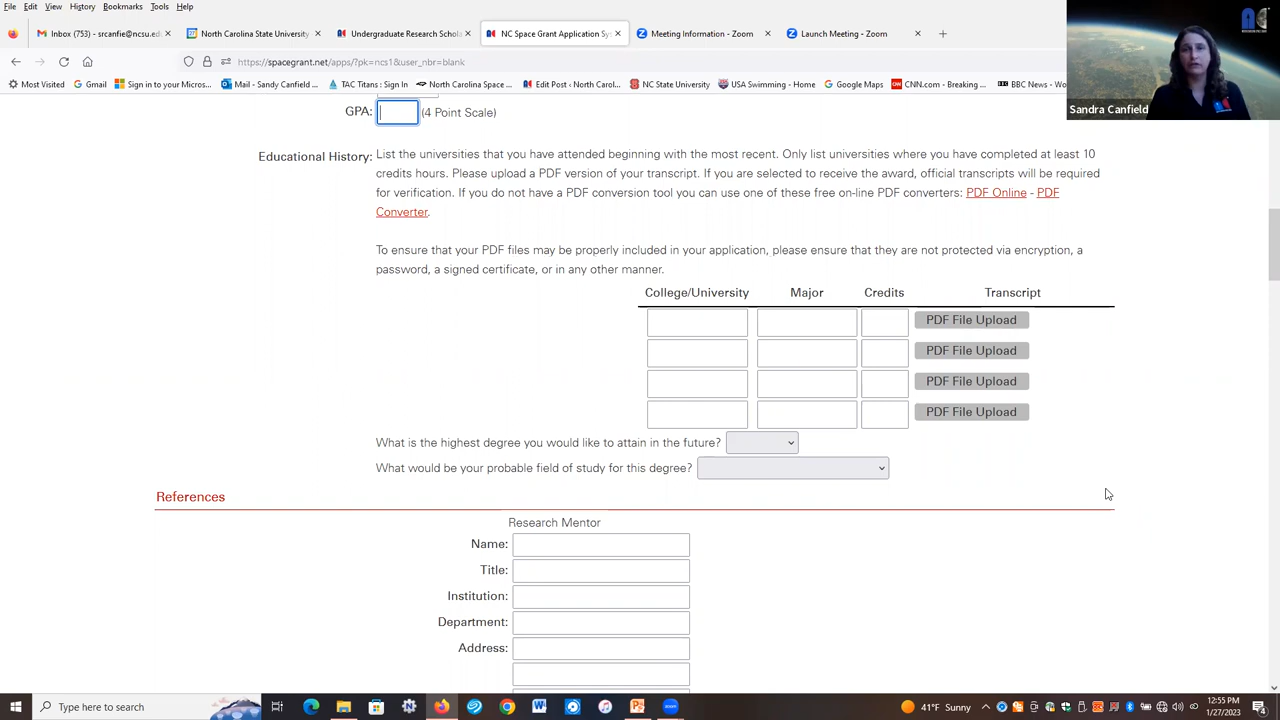 File Edit View History Bookmarks Tools Help
Inbox (753) – srcanfie@ncsu.ed
North Carolina State University
Undergraduate Research Schola
NC Space Grant Application Sys
Meeting Information - Zoom
Launch Meeting - Zoom
https://spacegrant.net/apps/?pk=ncs1&user_nbr=blank
Most Visited
Gmail
Sign in to your Micros...
Mail - Sandy Canfield ...
TAC Titans : Sign In
North Carolina Space ...
Edit Post ‹ North Caroli...
NC State University
USA Swimming - Home
Google Maps
CNN.com - Breaking ...
BBC News - Wo
Sandra Canfield
GPA: (4 Point Scale)
Educational History: List the universities that you have attended beginning with the most recent. Only list universities where you have completed at least 10
credits hours. Please upload a PDF version of your transcript. If you are selected to receive the award, official transcripts will be required
for verification. If you do not have a PDF conversion tool you can use one of these free on-line PDF converters: PDF Online - PDF
Converter.
To ensure that your PDF files may be properly included in your application, please ensure that they are not protected via encryption, a
password, a signed certificate, or in any other manner.
College/University Major Credits Transcript
PDF File Upload
PDF File Upload
PDF File Upload
PDF File Upload
What is the highest degree you would like to attain in the future?
What would be your probable field of study for this degree?
References
Research Mentor
Name:
Title:
Institution:
Department:
Address:
Type here to search
41°F Sunny
12:55 PM
1/27/2023